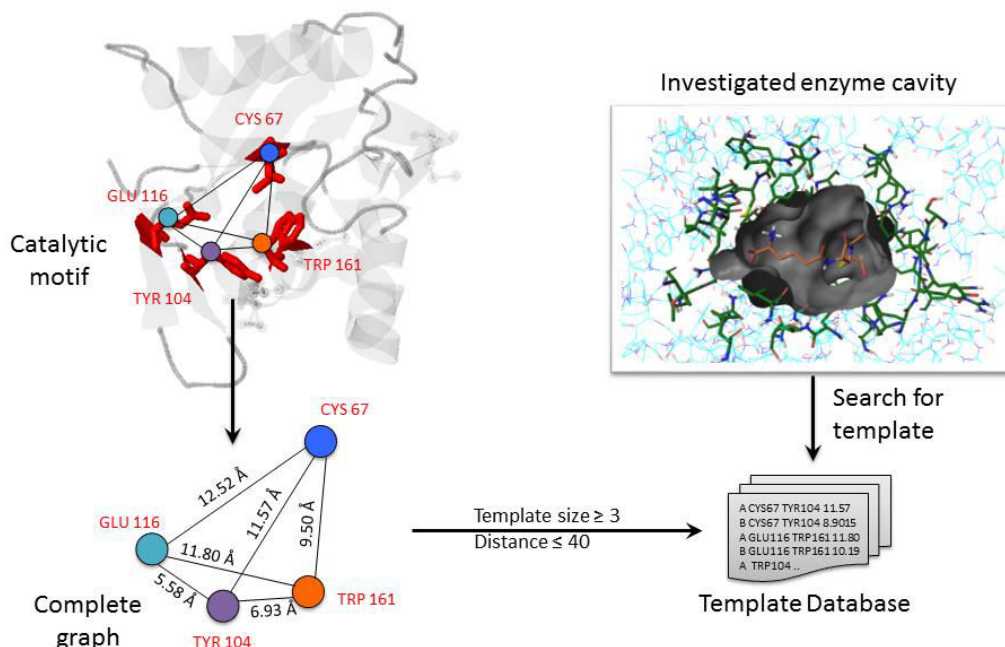 CYS 67
GLU 116
TRP 161
TYR 104
Catalytic
motif
Investigated enzyme cavity
Search for
template
CYS 67
12.52 Å
11.57 Å
9.50 Å
GLU 116
11.80 Å
5.58 Å
6.93 Å
TRP 161
TYR 104
Complete
graph
Template size ≥ 3
Distance ≤ 40
A CYS67 TYR104 11.57
B CYS67 TYR104 8.9015
A GLU116 TRP161 11.80
B GLU116 TRP161 10.19
A TRP104 ..
Template Database